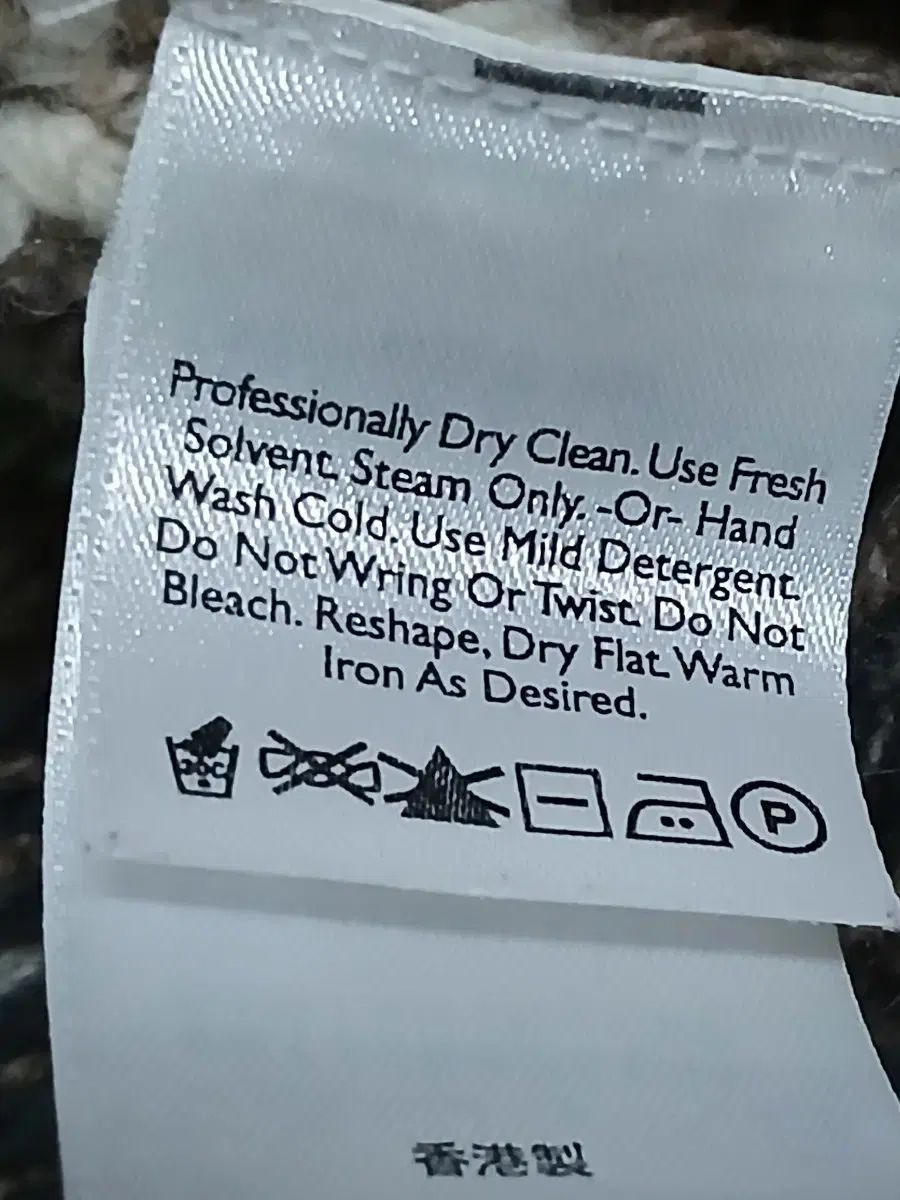 Professionally Dry Clean. Use Fresh
Solvent. Steam Only. -Or- Hand
Wash Cold. Use Mild Detergent.
Do Not Wring Or Twist. Do Not
Bleach. Reshape, Dry Flat. Warm
Iron As Desired.
P
香港製